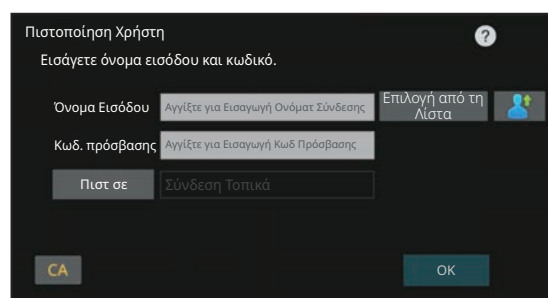 Πιστοποίηση Χρήστη
?
Εισάγετε όνομα εισόδου και κωδικό.
Όνομα Εισόδου
Αγγίξτε για Εισαγωγή Ονόματ Σύνδεσης
Επιλογή από τη
Λίστα
Κωδ. πρόσβασης
Αγγίξτε για Εισαγωγή Κωδ Πρόσβασης
Πιστ σε
Σύνδεση Τοπικά
CA
OK